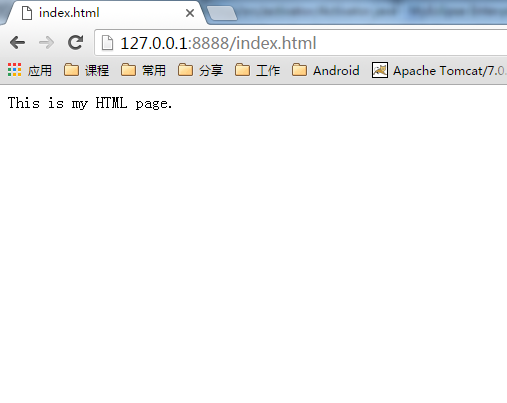 index.html
127.0.0.1:8888/index.html
应用 课程 常用 分享 工作 Android Apache Tomcat/7.0.
This is my HTML page.